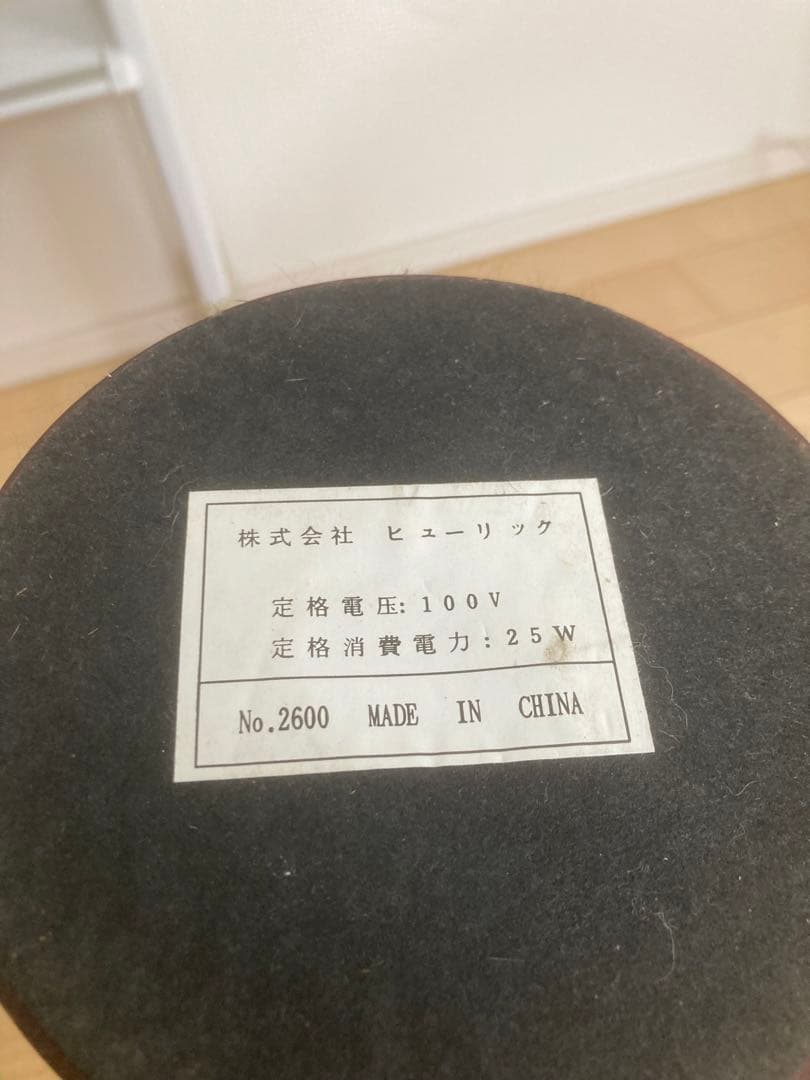 株式会社 ヒューリック
定格電圧:100V
定格消費電力:25W
No.2600 MADE IN CHINA